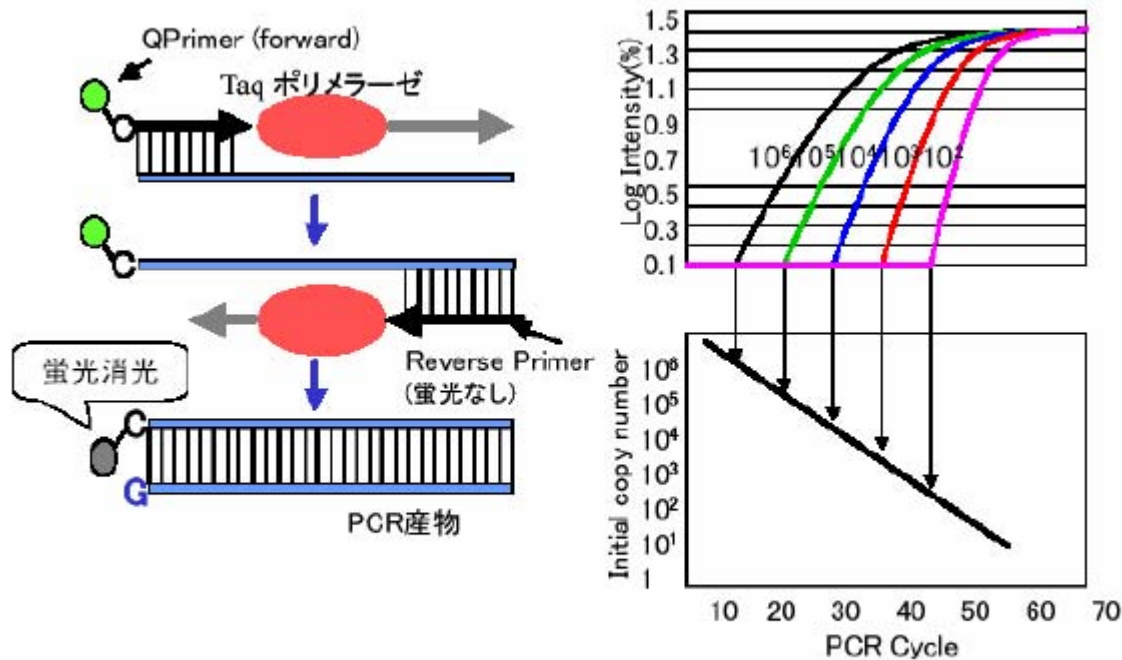 QPrimer (forward)
Taq ポリメラーゼ
C
C
Reverse Primer
(蛍光なし)
蛍光消光
C
G
PCR産物
Log Intensity(%)
1.5
1.3
1.1
0.9
0.7
0.5
0.3
0.1
10⁶ 10⁵ 10⁴ 10³ 10²
Initial copy number
10⁶
10⁵
10⁴
10³
10²
10¹
1
10 20 30 40 50 60 70
PCR Cycle